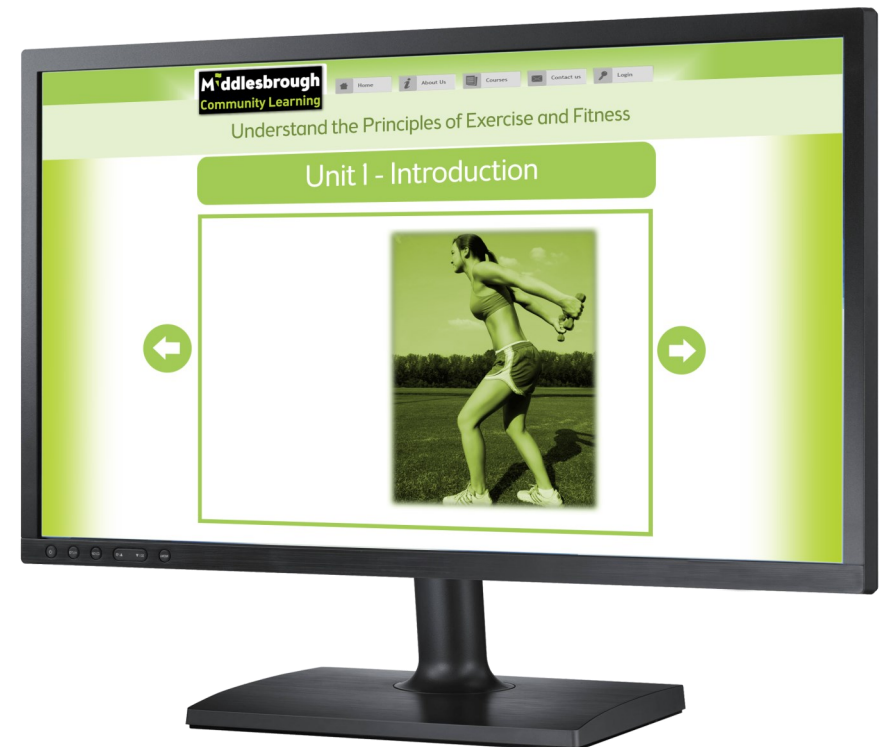 Middlesbrough
Community Learning
Home
About Us
Courses
Contact us
Login
Understand the Principles of Exercise and Fitness
Unit 1 - Introduction